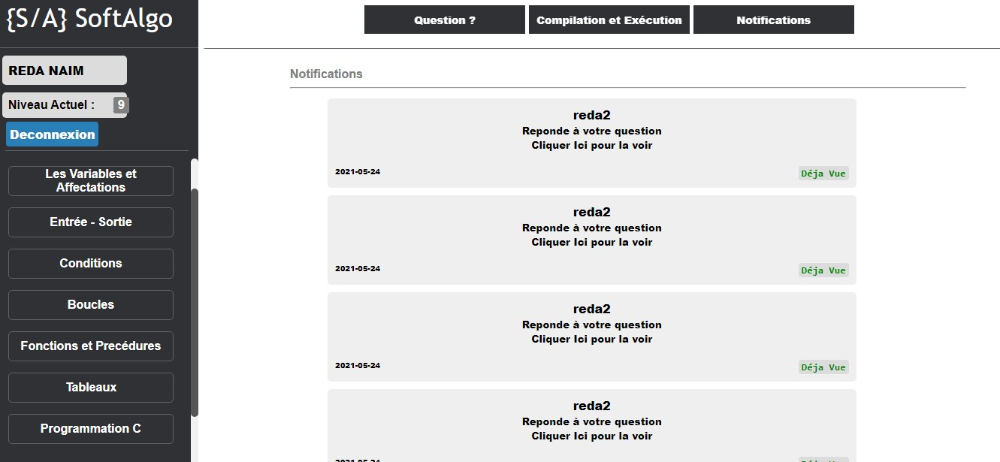 {S/A} SoftAlgo
REDA NAIM
Niveau Actuel : 9
Deconnexion
Les Variables et
Affectations
Entrée - Sortie
Conditions
Boucles
Fonctions et Precédures
Tableaux
Programmation C
Question ? Compilation et Exécution Notifications
Notifications
reda2
Reponde à votre question
Cliquer Ici pour la voir
2021-05-24 Déja Vue
reda2
Reponde à votre question
Cliquer Ici pour la voir
2021-05-24 Déja Vue
reda2
Reponde à votre question
Cliquer Ici pour la voir
2021-05-24 Déja Vue
reda2
Reponde à votre question
Cliquer Ici pour la voir